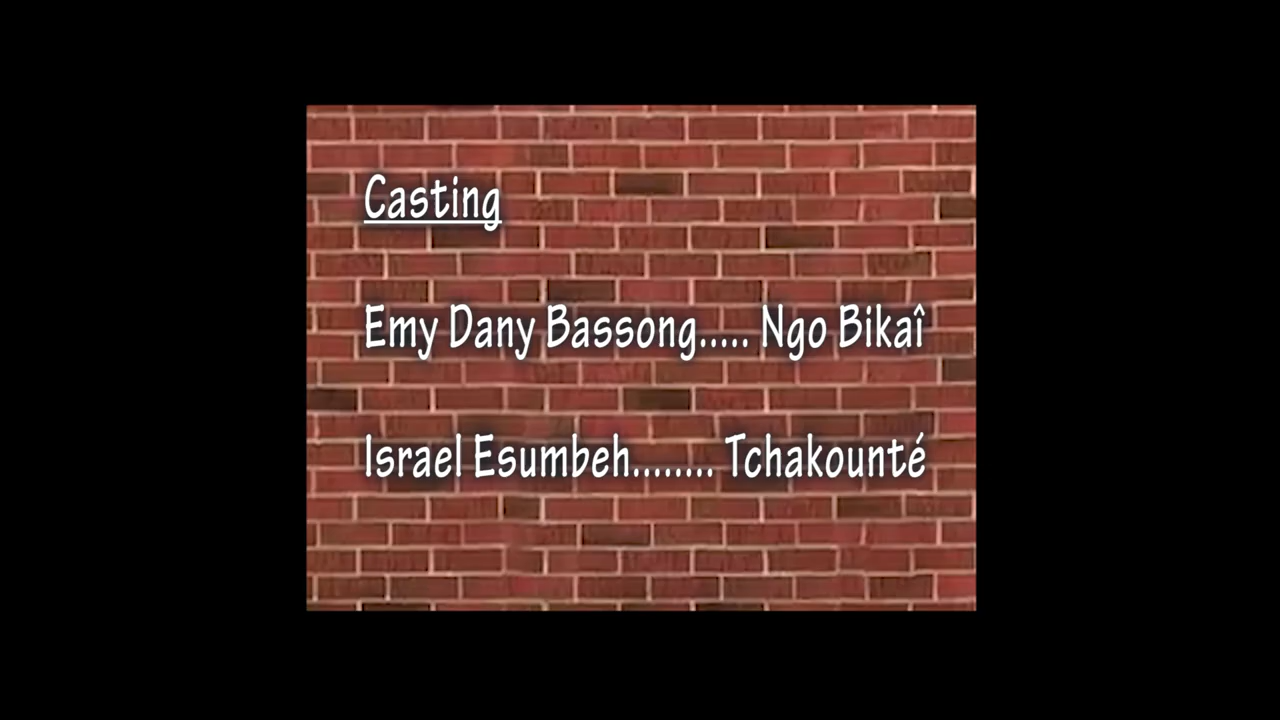 Casting
Emy Dany Bassong..... Ngo Bikaî
Israel Esumbeh........ Tchakounté